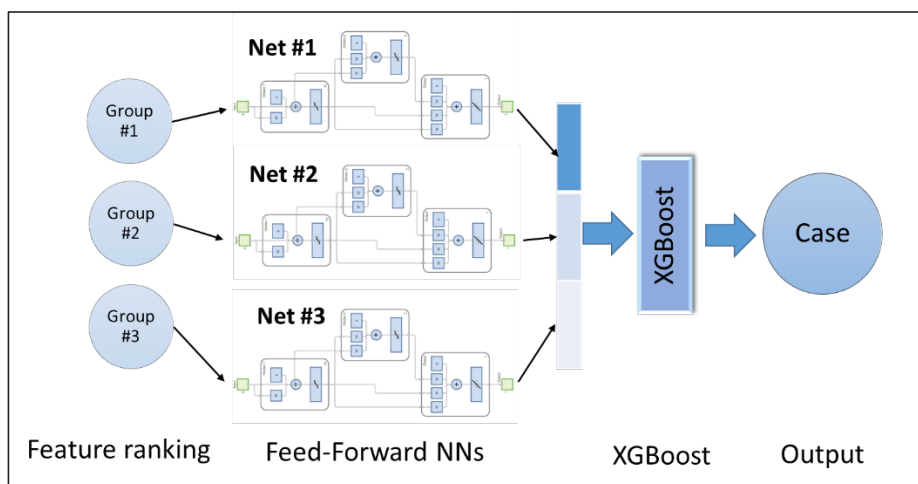 Net #1
Group
#1
Net #2
Group
#2
Net #3
Group
#3
XGBoost
Case
Feature ranking
Feed-Forward NNs
XGBoost
Output